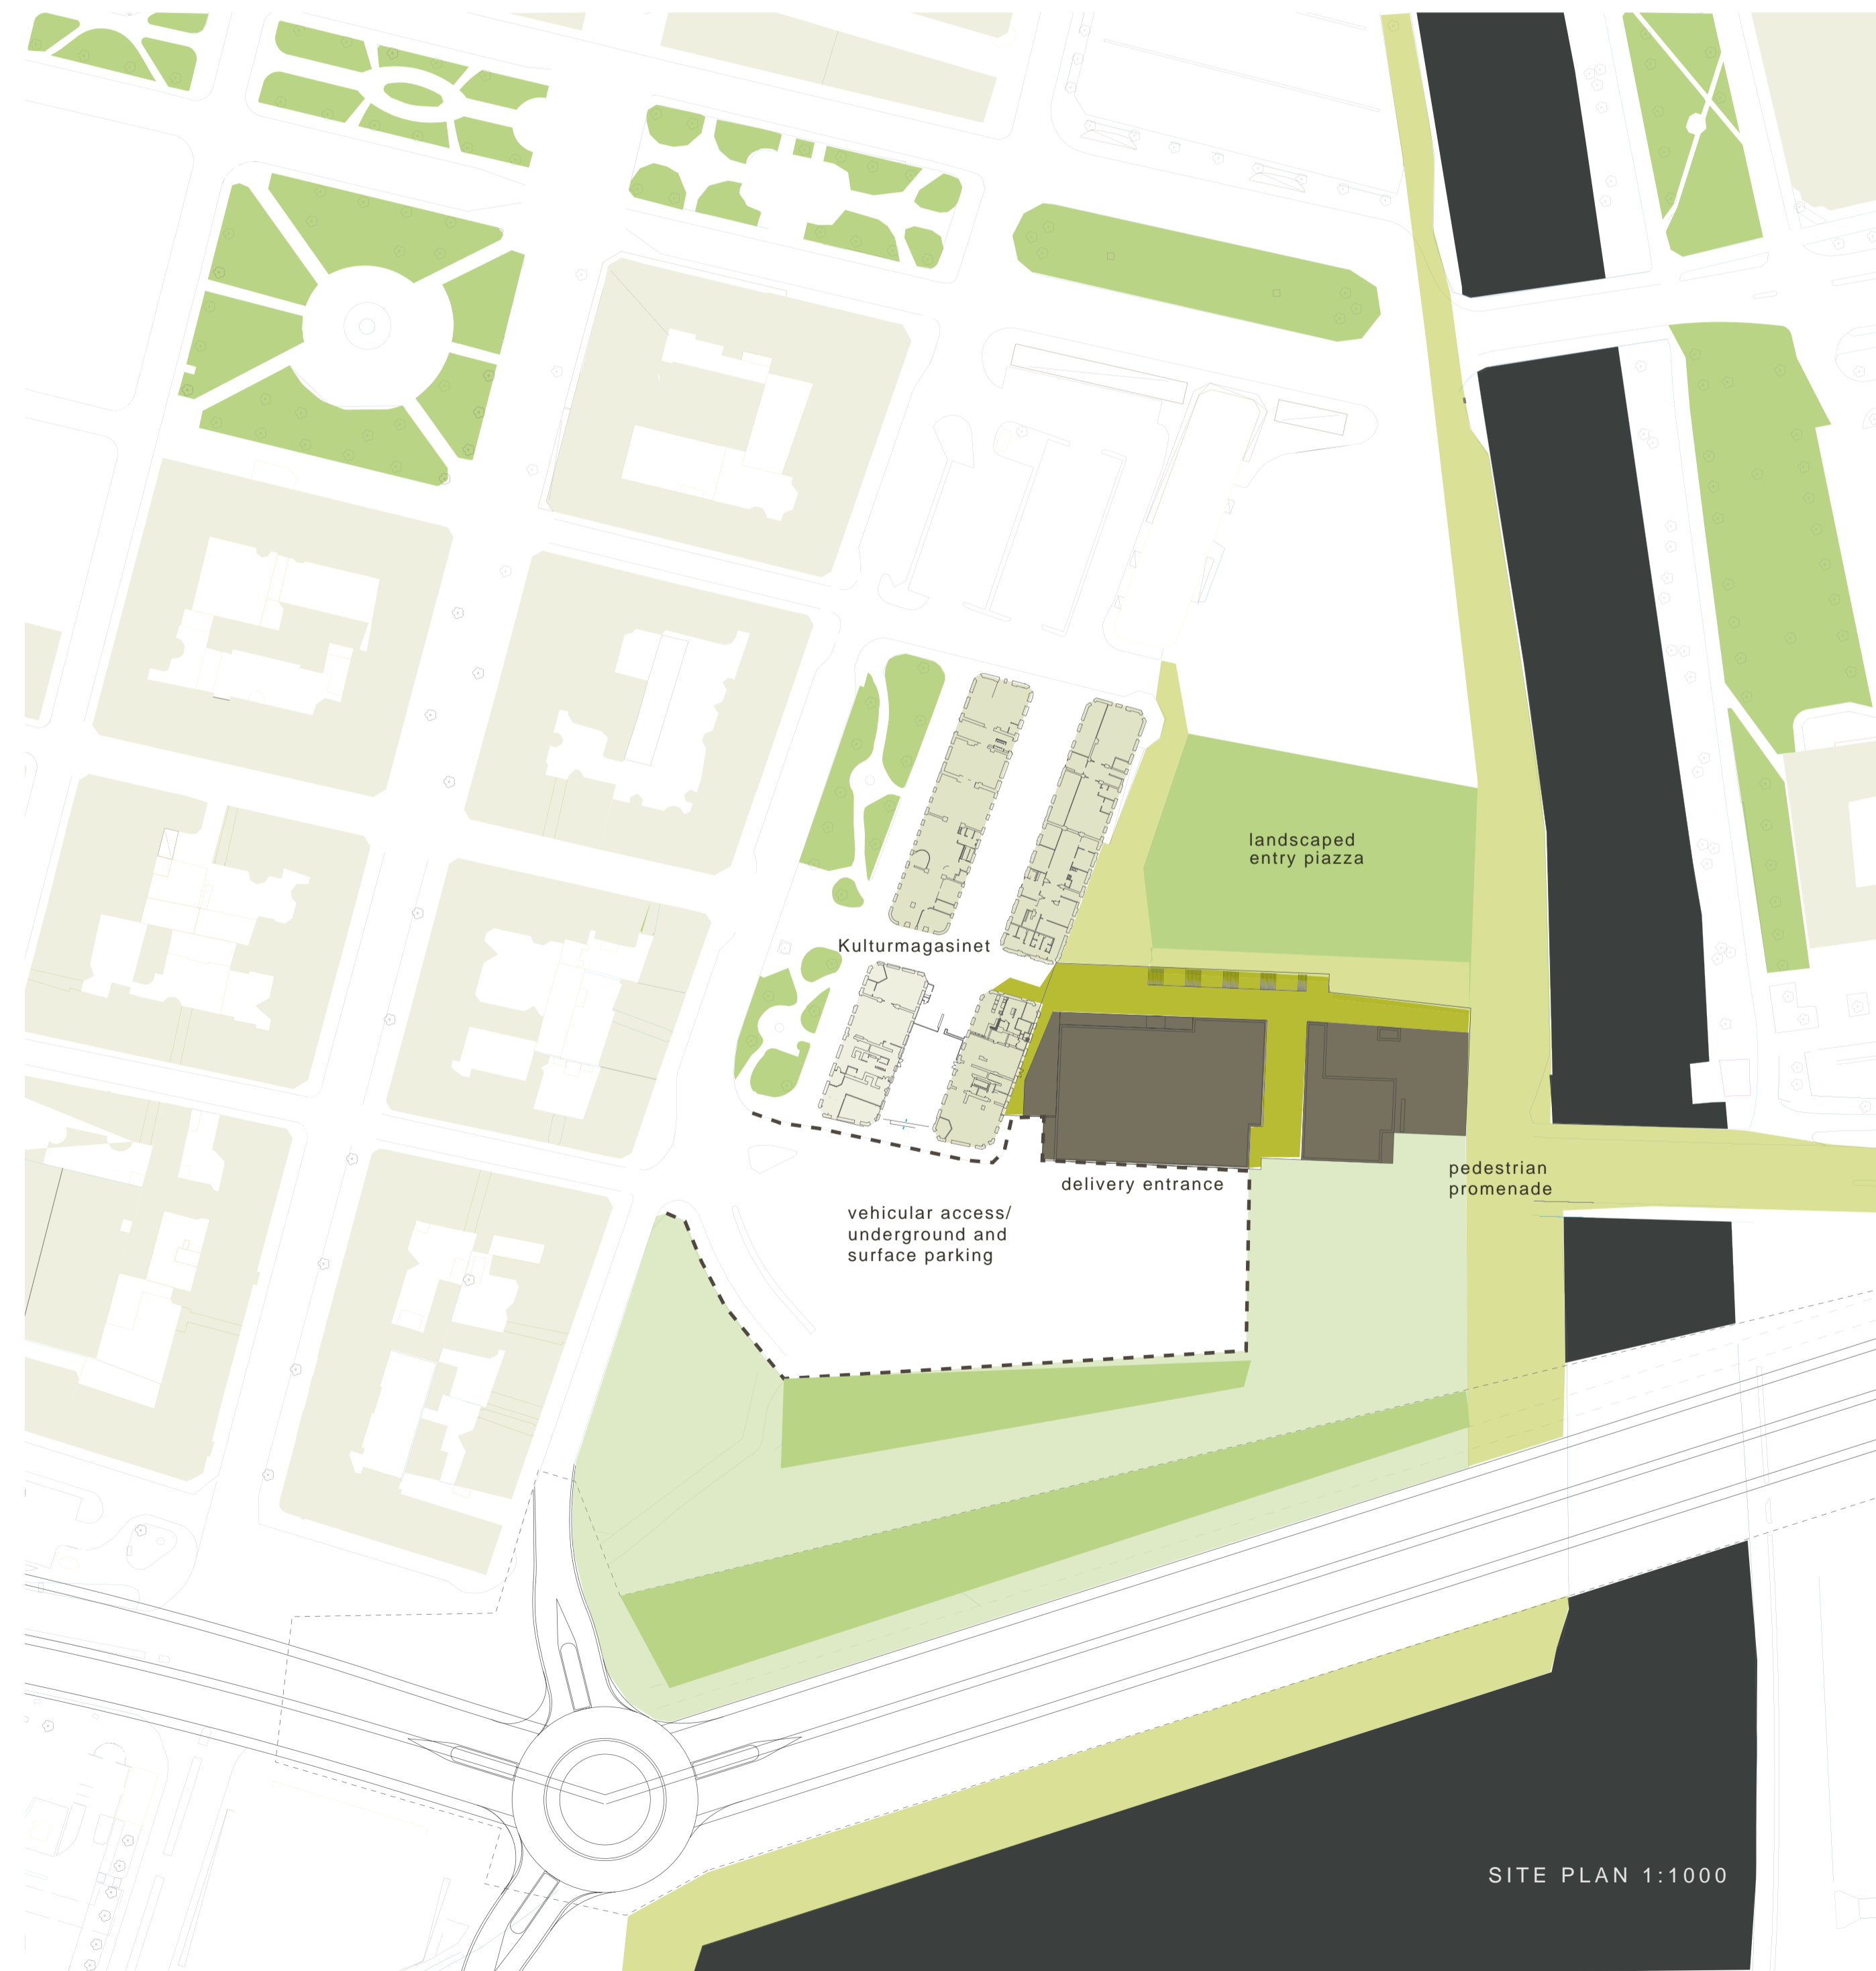 landscaped
entry piazza
Kulturmagasinet
pedestrian
promenade
delivery entrance
vehicular access/
underground and
surface parking
SITE PLAN 1:1000